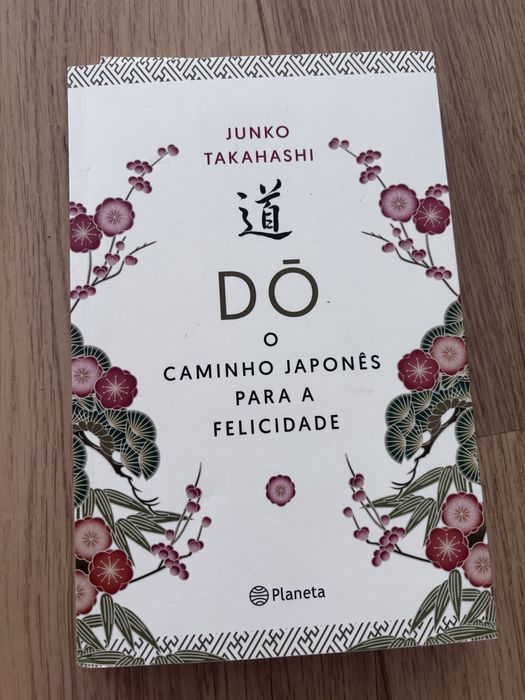 JUNKO
TAKAHASHI
道
DŌ
O
CAMINHO JAPONÊS
PARA A
FELICIDADE
Planeta